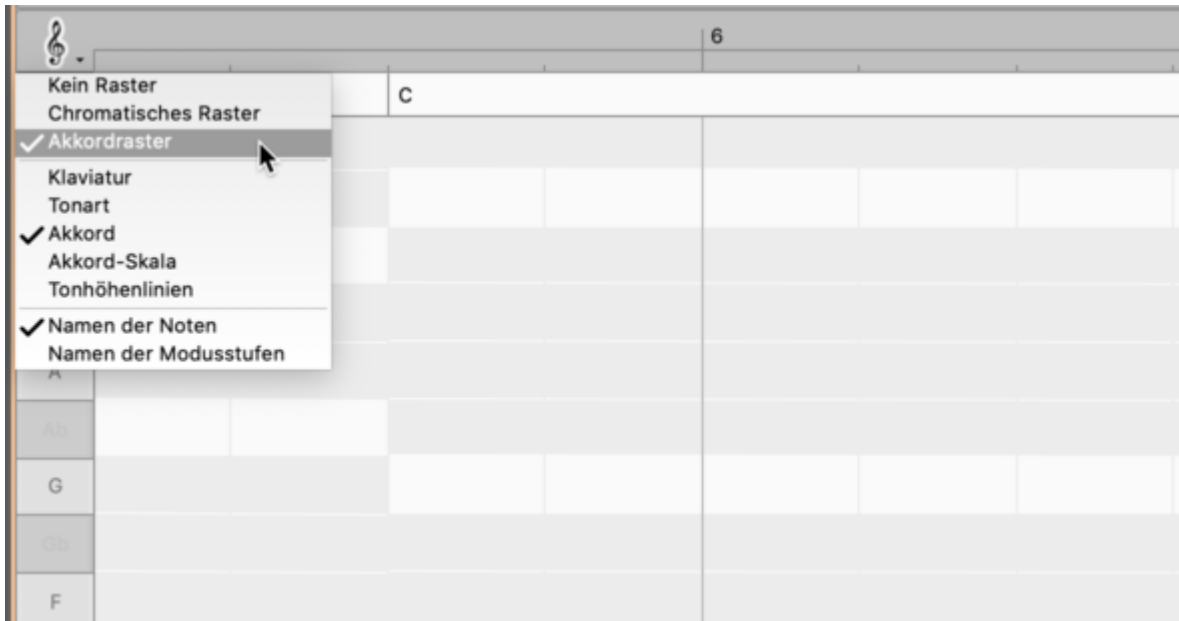 6
Kein Raster
C
Chromatisches Raster
Akkordraster
Klaviatur
Tonart
Akkord
Akkord-Skala
Tonhöhenlinien
Namen der Noten
Namen der Modusstufen
A
Ab
G
Gb
F